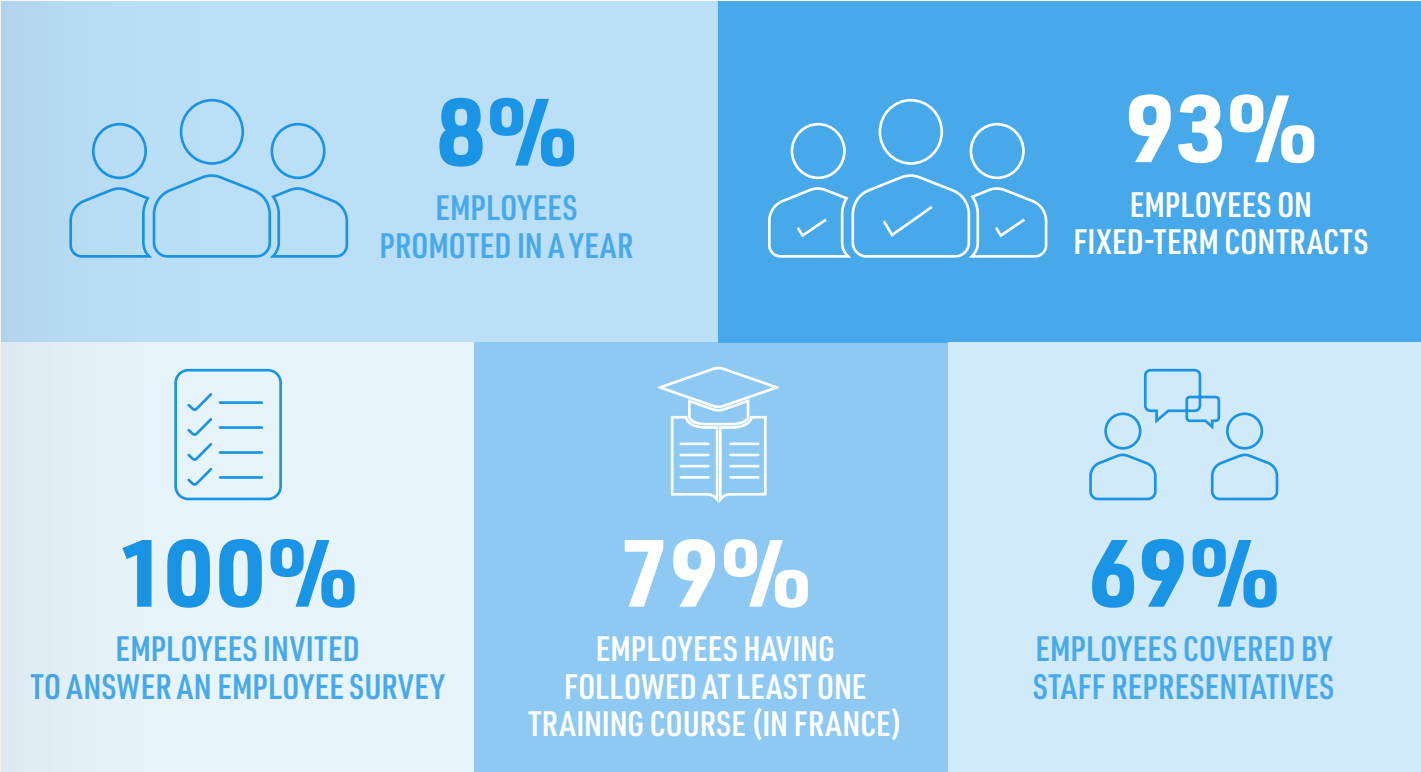 8%
EMPLOYEES
PROMOTED IN A YEAR
93%
EMPLOYEES ON
FIXED-TERM CONTRACTS
100%
EMPLOYEES INVITED
TO ANSWER AN EMPLOYEE SURVEY
79%
EMPLOYEES HAVING
FOLLOWED AT LEAST ONE
TRAINING COURSE (IN FRANCE)
69%
EMPLOYEES COVERED BY
STAFF REPRESENTATIVES